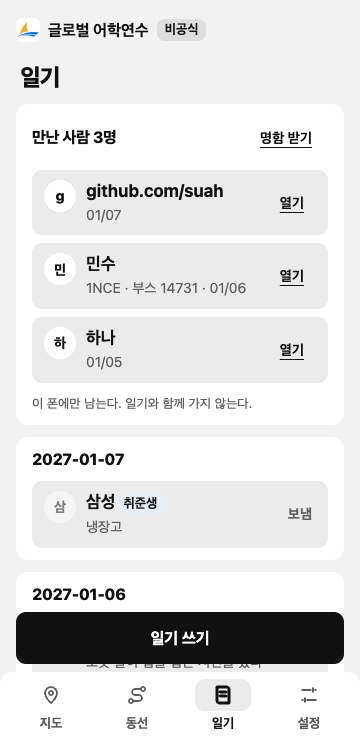 글로벌 어학연수 비공식
일기
만난 사람 3명 명함 받기
g github.com/suah 열기
01/07
민 민수 열기
1NCE · 부스 14731 · 01/06
하 하나 열기
01/05
이 폰에만 남는다. 일기와 함께 가지 않는다.
2027-01-07
삼 삼성 취준생 보냄
냉장고
2027-01-06
일기 쓰기
지도 동선 일기 설정